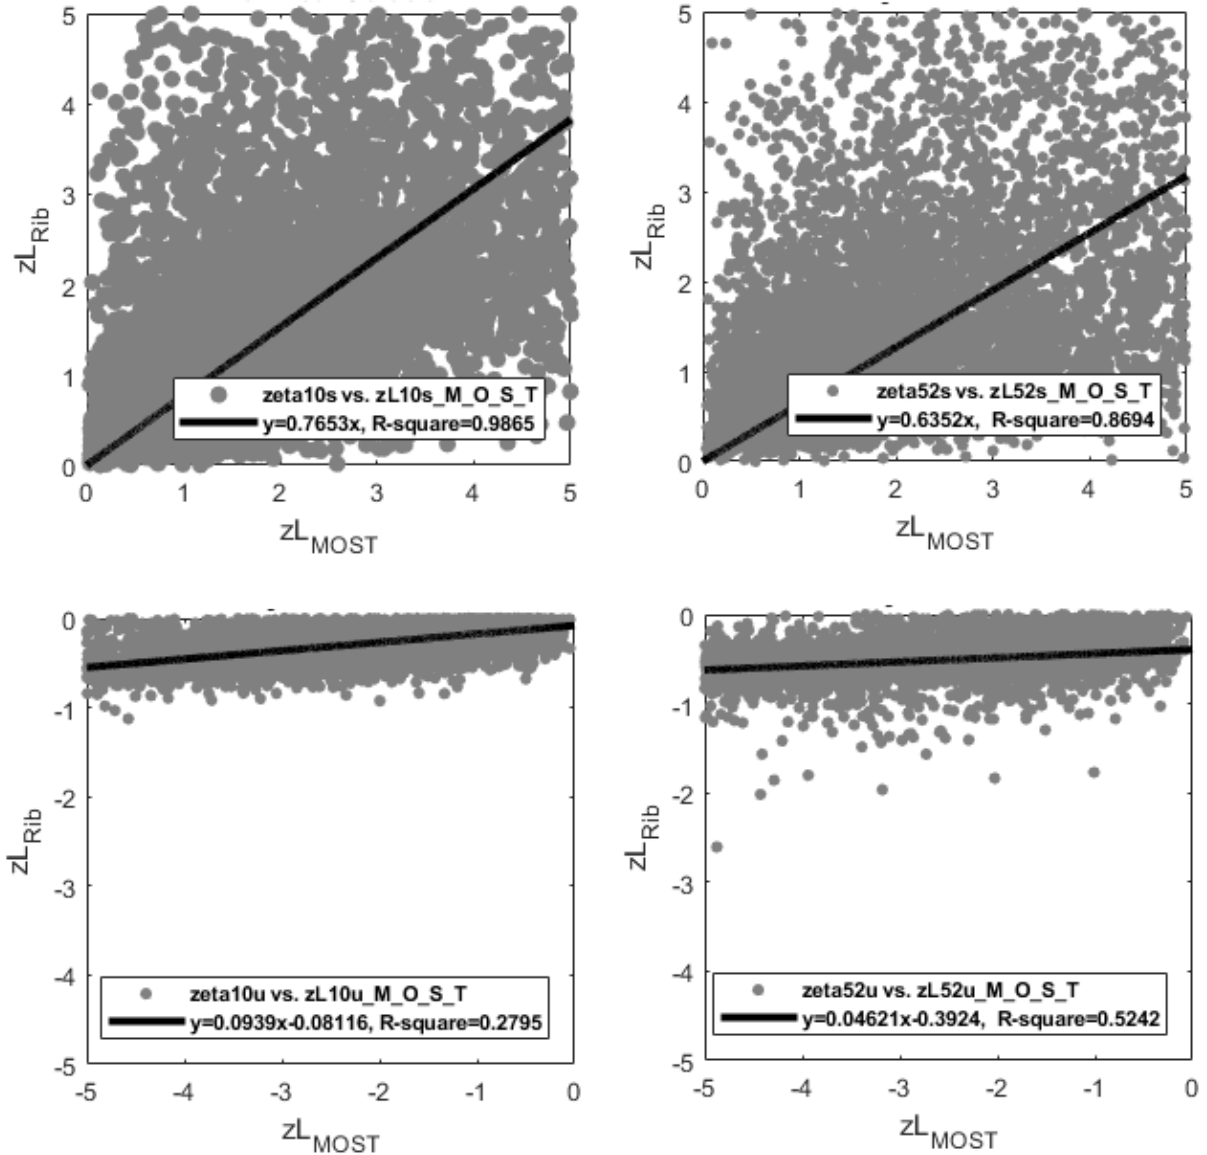 5
4
3
2
1
0
zL_Rib
zeta10s vs. zL10s_M_O_S_T
y=0.7653x, R-square=0.9865
0 1 2 3 4 5
zL_MOST
5
4
3
2
1
0
zL_Rib
zeta52s vs. zL52s_M_O_S_T
y=0.6352x, R-square=0.8694
0 1 2 3 4 5
zL_MOST
0
-1
-2
-3
-4
-5
zL_Rib
zeta10u vs. zL10u_M_O_S_T
y=0.0939x-0.08116, R-square=0.2795
-5 -4 -3 -2 -1 0
zL_MOST
0
-1
-2
-3
-4
-5
zL_Rib
zeta52u vs. zL52u_M_O_S_T
y=0.04621x-0.3924, R-square=0.5242
-5 -4 -3 -2 -1 0
zL_MOST